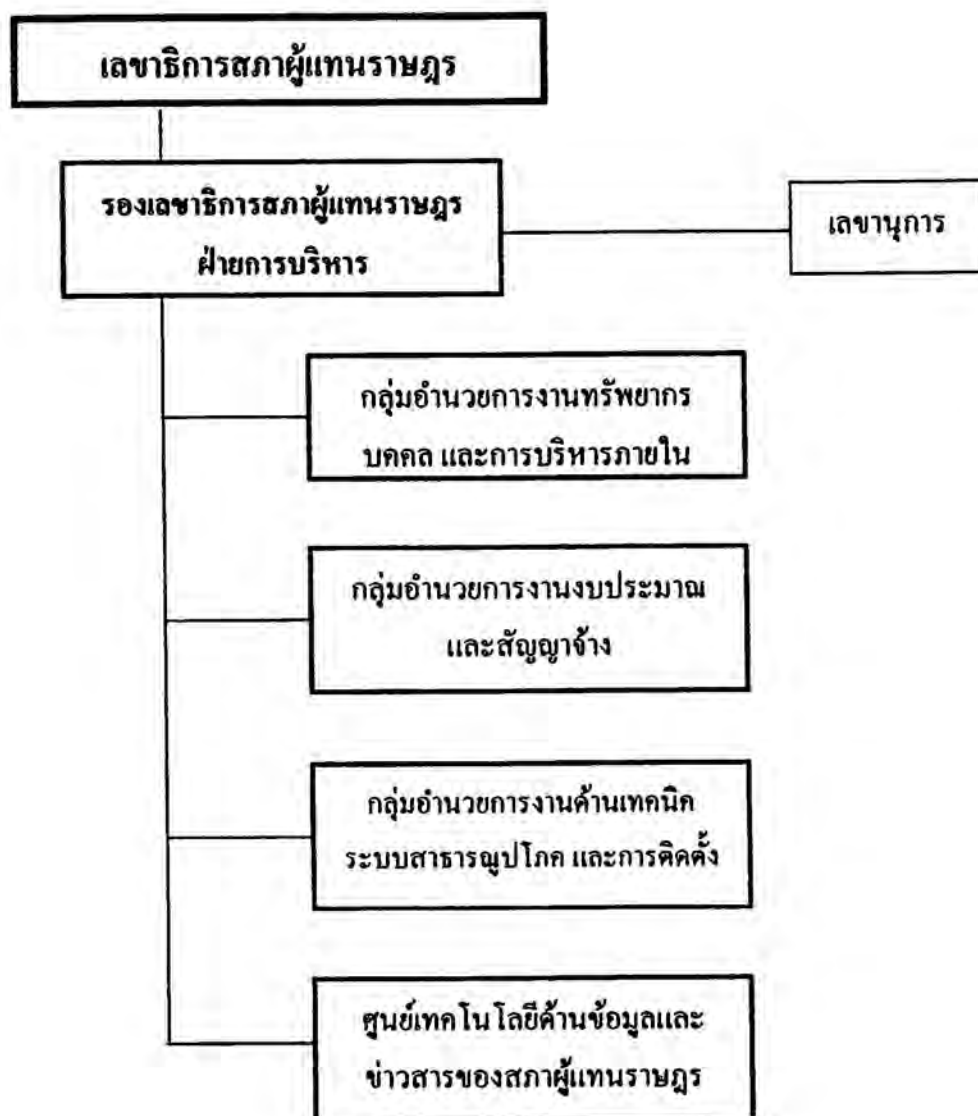 เลขาธิการสภาผู้แทนราษฎร
รองเลขาธิการสภาผู้แทนราษฎร
ฝ่ายการบริหาร
เลขานุการ
กลุ่มอำนวยการงานทรัพยากร
บุคคล และการบริหารภายใน
กลุ่มอำนวยการงานงบประมาณ
และสัญญาจ้าง
กลุ่มอำนวยการงานด้านเทคนิค
ระบบสาธารณูปโภค และการติดตั้ง
ศูนย์เทคโนโลยีด้านข้อมูลและ
ข่าวสารของสภาผู้แทนราษฎร